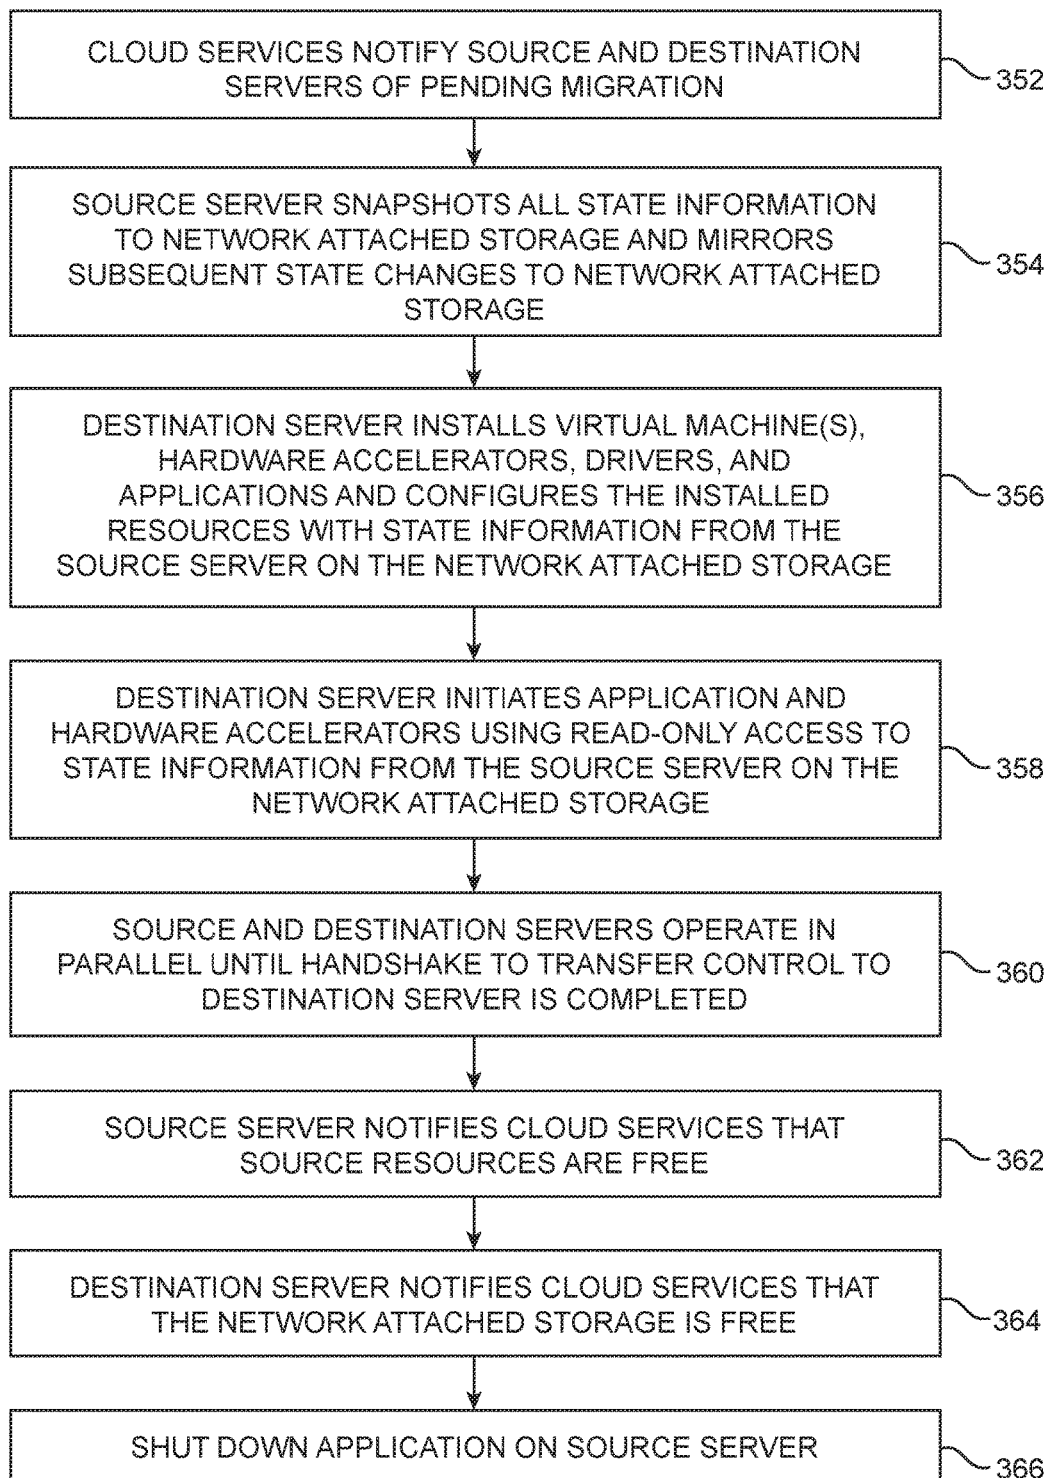 CLOUD SERVICES NOTIFY SOURCE AND DESTINATION
SERVERS OF PENDING MIGRATION
352
SOURCE SERVER SNAPSHOTS ALL STATE INFORMATION
TO NETWORK ATTACHED STORAGE AND MIRRORS
SUBSEQUENT STATE CHANGES TO NETWORK ATTACHED
STORAGE
354
DESTINATION SERVER INSTALLS VIRTUAL MACHINE(S),
HARDWARE ACCELERATORS, DRIVERS, AND
APPLICATIONS AND CONFIGURES THE INSTALLED
RESOURCES WITH STATE INFORMATION FROM THE
SOURCE SERVER ON THE NETWORK ATTACHED STORAGE
356
DESTINATION SERVER INITIATES APPLICATION AND
HARDWARE ACCELERATORS USING READ-ONLY ACCESS TO
STATE INFORMATION FROM THE SOURCE SERVER ON THE
NETWORK ATTACHED STORAGE
358
SOURCE AND DESTINATION SERVERS OPERATE IN
PARALLEL UNTIL HANDSHAKE TO TRANSFER CONTROL TO
DESTINATION SERVER IS COMPLETED
360
SOURCE SERVER NOTIFIES CLOUD SERVICES THAT
SOURCE RESOURCES ARE FREE
362
DESTINATION SERVER NOTIFIES CLOUD SERVICES THAT
THE NETWORK ATTACHED STORAGE IS FREE
364
SHUT DOWN APPLICATION ON SOURCE SERVER
366